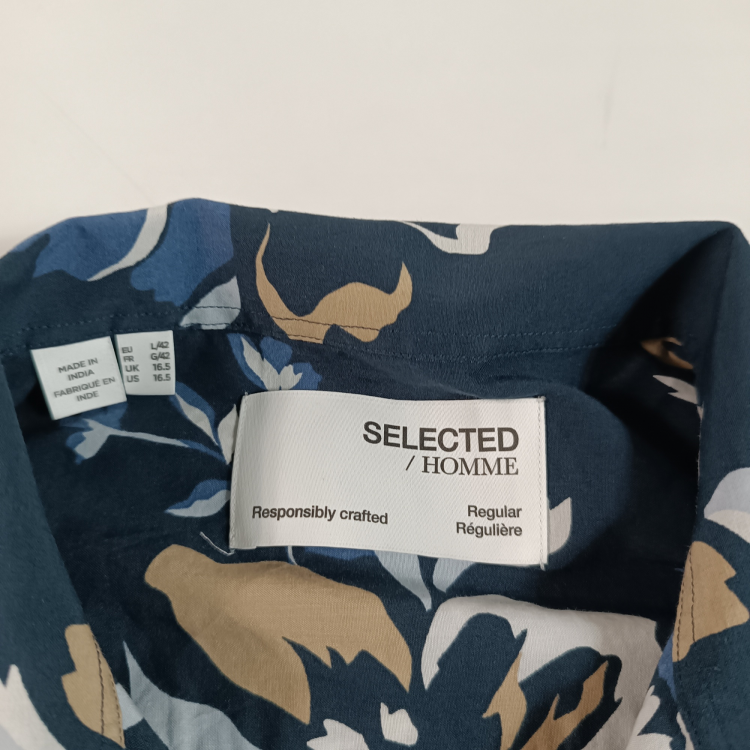 MADE IN
INDIA
FABRIQUÉ EN
INDE
EU L/42
FR G/42
UK 16.5
US 16.5
SELECTED
/ HOMME
Responsibly crafted
Regular
Régulière